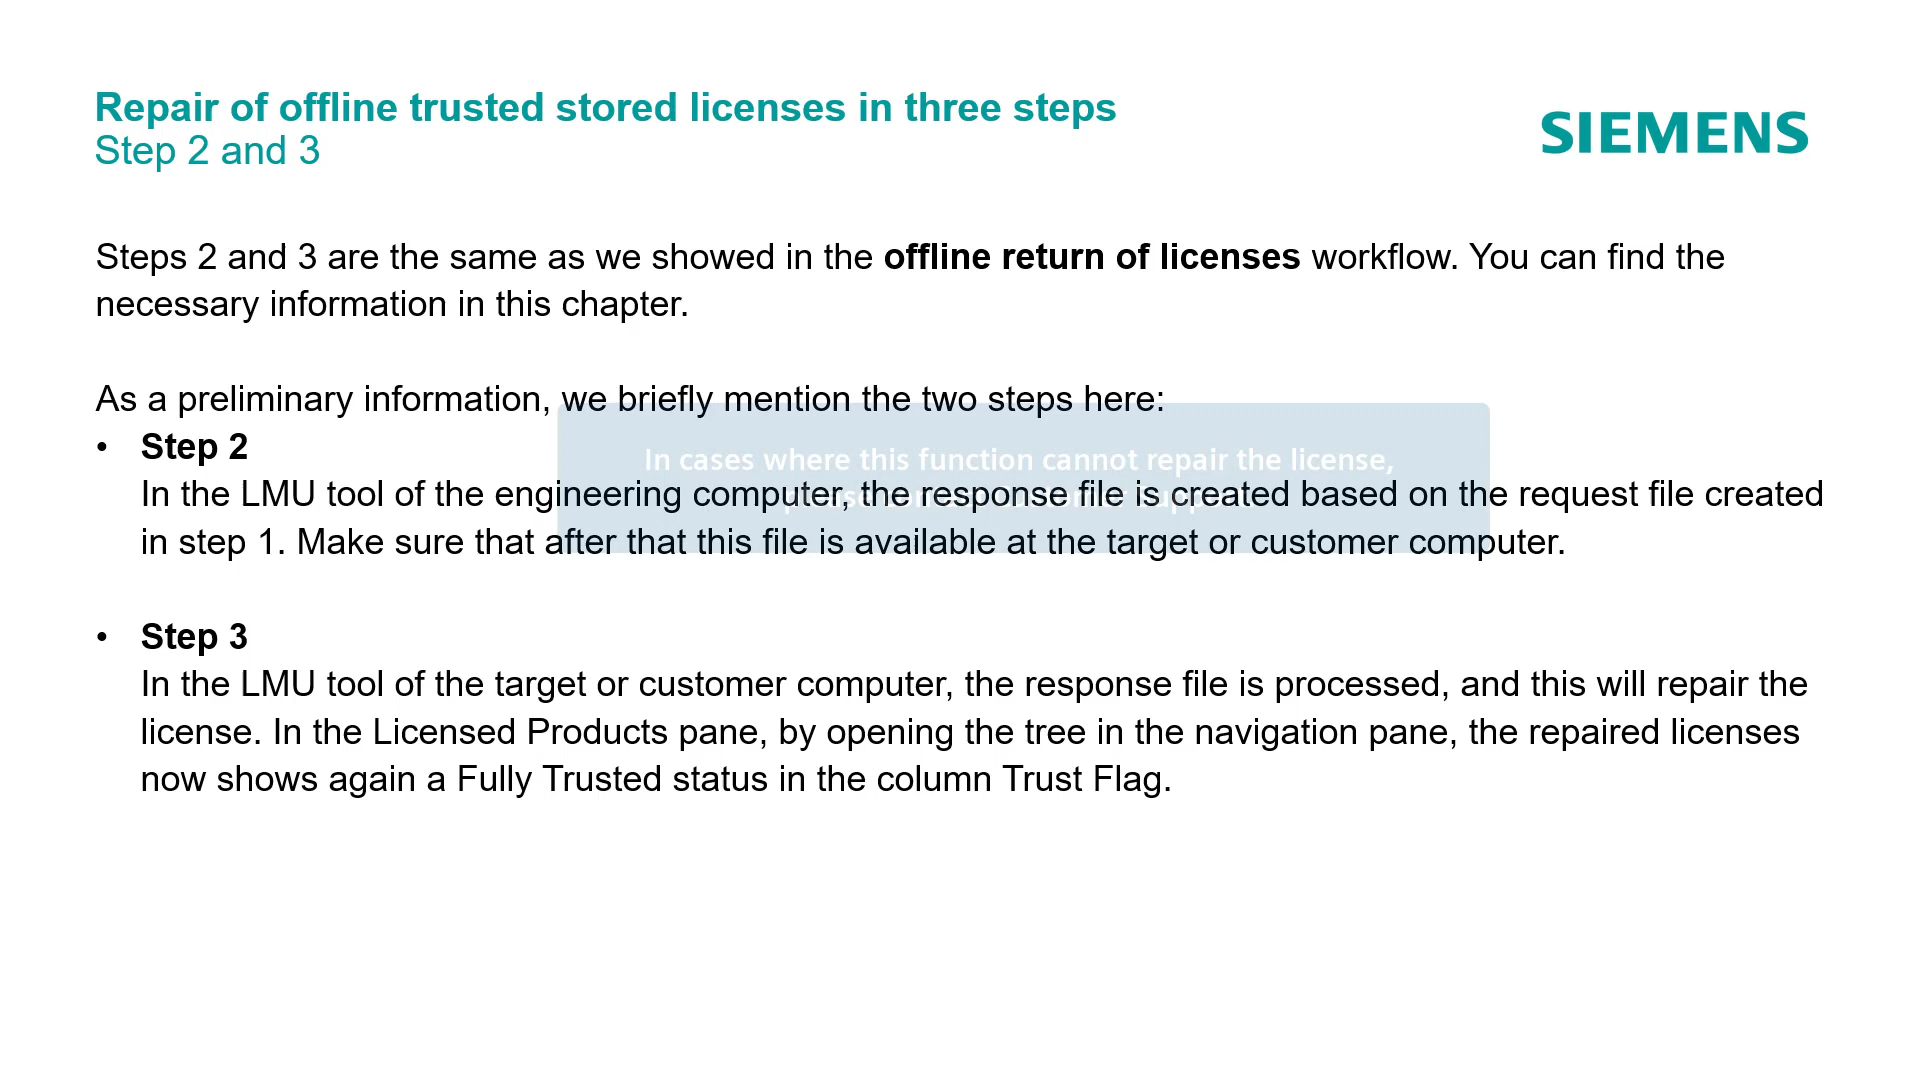 Repair of offline trusted stored licenses in three steps
Step 2 and 3
SIEMENS
Steps 2 and 3 are the same as we showed in the offline return of licenses workflow. You can find the
necessary information in this chapter.
As a preliminary information, we briefly mention the two steps here:
• Step 2
In the LMU tool of the engineering computer, the response file is created based on the request file created
in step 1. Make sure that after that this file is available at the target or customer computer.
In cases where this function cannot repair the license,
• Step 3
In the LMU tool of the target or customer computer, the response file is processed, and this will repair the
license. In the Licensed Products pane, by opening the tree in the navigation pane, the repaired licenses
now shows again a Fully Trusted status in the column Trust Flag.